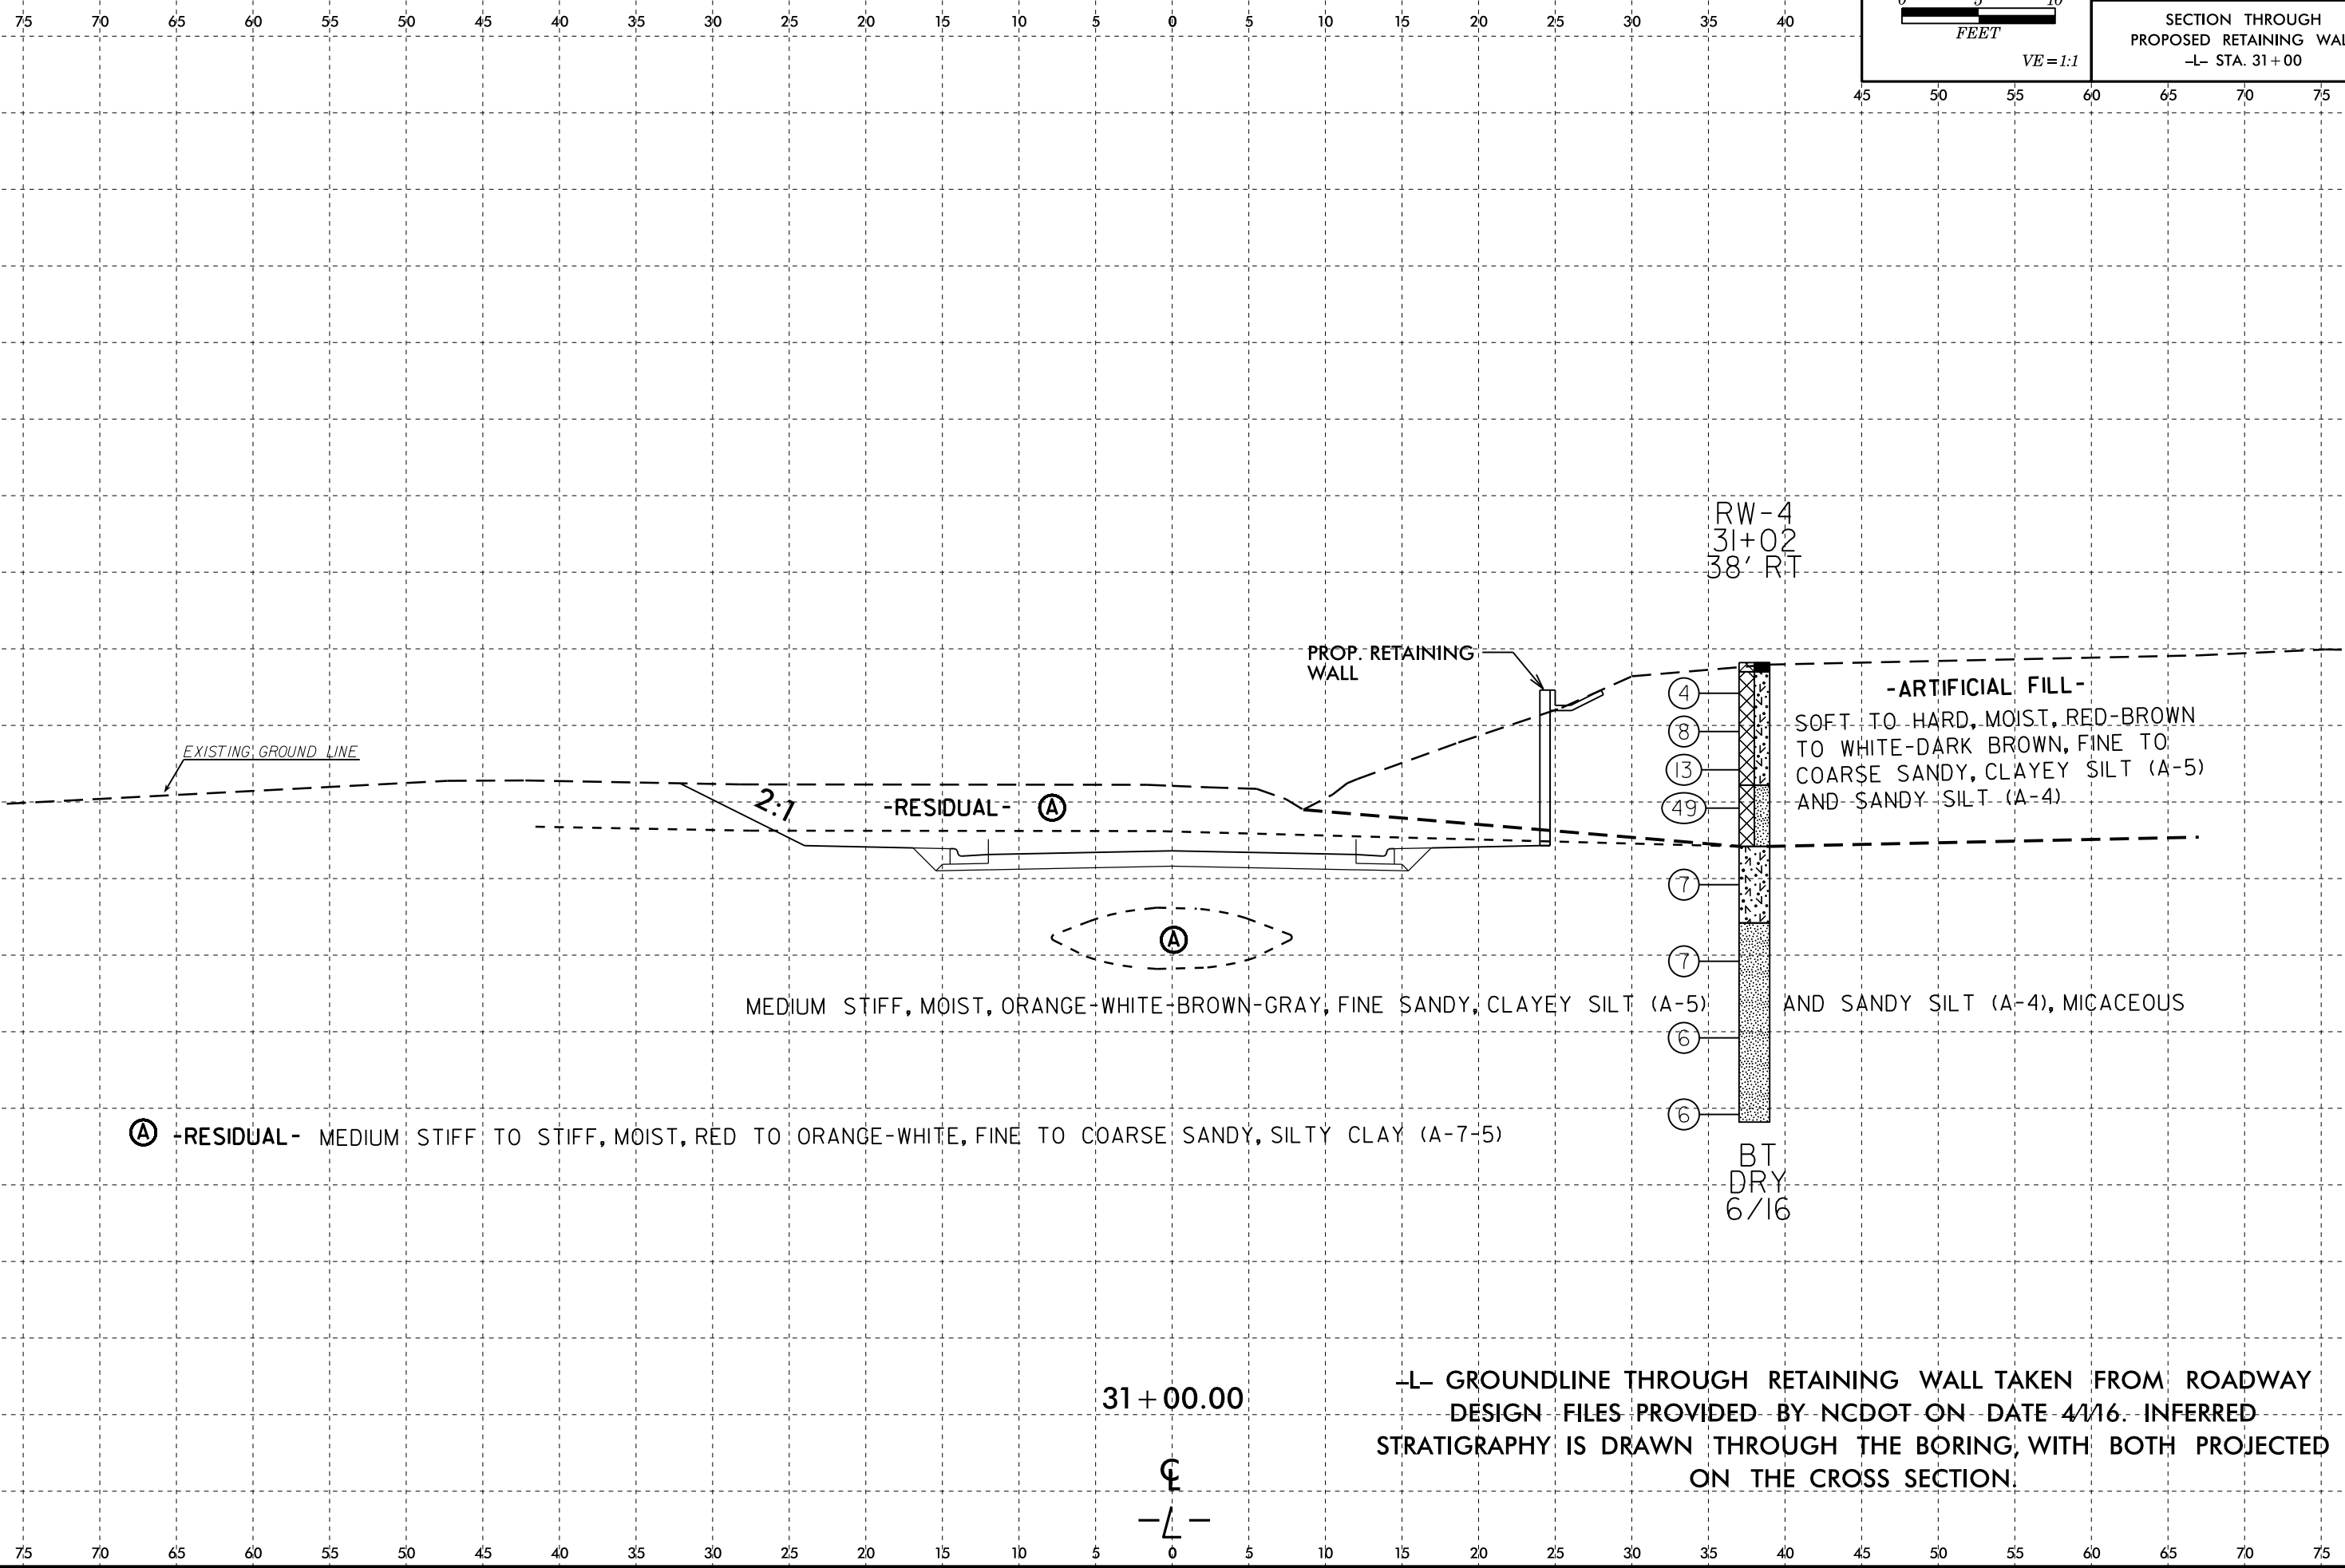 75 70 65 60 55 50 45 40 35 30 25 20 15 10 5 0 5 10 15 20 25 30 35 40
0 5 10
FEET
VE=1:1
SECTION THROUGH
PROPOSED RETAINING WAL
-L- STA. 31+00
45 50 55 60 65 70 75
RW-4
31+02
38' RT
PROP. RETAINING
WALL
EXISTING GROUND LINE
2:1
-RESIDUAL- A
4
8
13
49
7
7
6
6
-ARTIFICIAL FILL-
SOFT TO HARD, MOIST, RED-BROWN
TO WHITE-DARK BROWN, FINE TO
COARSE SANDY, CLAYEY SILT (A-5)
AND SANDY SILT (A-4)
A
MEDIUM STIFF, MOIST, ORANGE-WHITE-BROWN-GRAY, FINE SANDY, CLAYEY SILT (A-5) AND SANDY SILT (A-4), MICACEOUS
A -RESIDUAL- MEDIUM STIFF TO STIFF, MOIST, RED TO ORANGE-WHITE, FINE TO COARSE SANDY, SILTY CLAY (A-7-5)
BT
DRY
6/16
31+00.00
℄
-L-
-L- GROUNDLINE THROUGH RETAINING WALL TAKEN FROM ROADWAY
DESIGN FILES PROVIDED BY NCDOT ON DATE 4/1/16. INFERRED
STRATIGRAPHY IS DRAWN THROUGH THE BORING, WITH BOTH PROJECTED
ON THE CROSS SECTION.
75 70 65 60 55 50 45 40 35 30 25 20 15 10 5 0 5 10 15 20 25 30 35 40 45 50 55 60 65 70 75